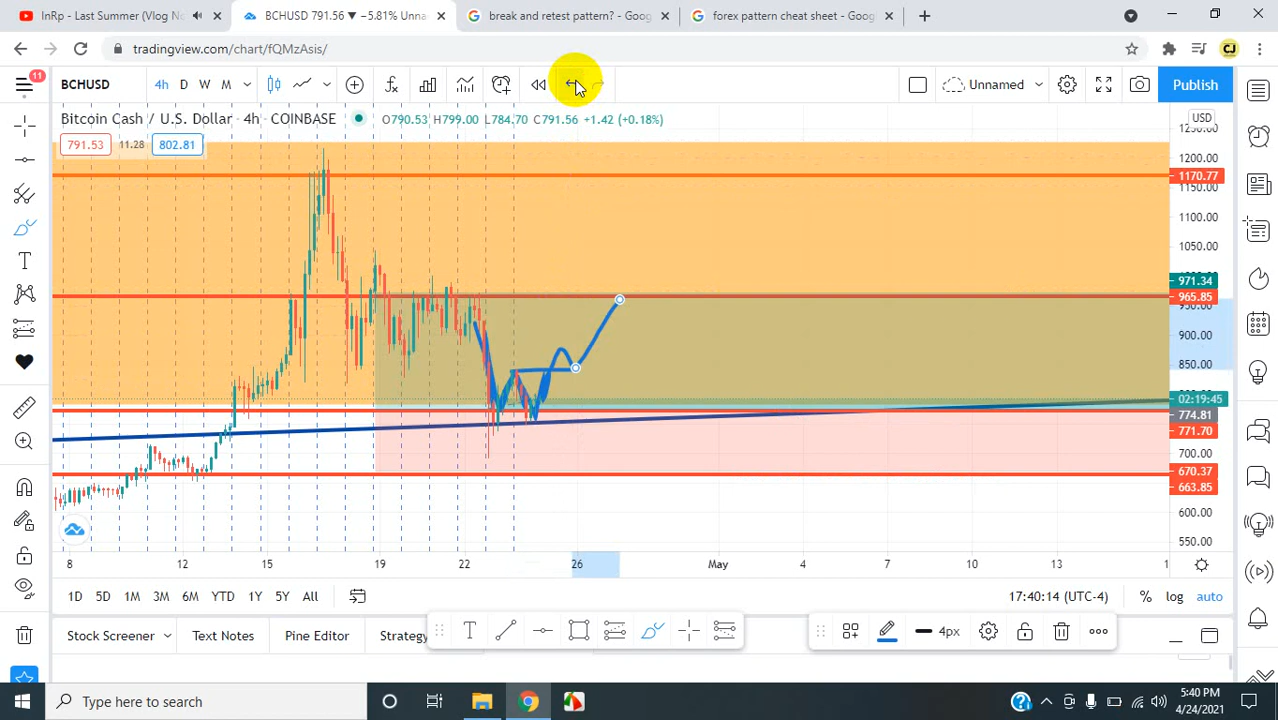 InRp - Last Summer (Vlog No
BCHUSD 791.56 ▼ −5.81% Unna
break and retest pattern? - Goog
forex pattern cheat sheet - Goog
tradingview.com/chart/fQMzAsis/
CJ
11
BCHUSD
4h
D
W
M
Unnamed
Publish
Bitcoin Cash / U.S. Dollar · 4h · COINBASE
O790.53 H799.00 L784.70 C791.56 +1.42 (+0.18%)
USD
791.53
11.28
802.81
1200.00
1170.77
1150.00
1100.00
1050.00
971.34
965.85
900.00
850.00
02:19:45
774.81
771.70
700.00
670.37
663.85
600.00
550.00
8
12
15
19
22
26
May
4
7
10
13
1
1D
5D
1M
3M
6M
YTD
1Y
5Y
All
17:40:14 (UTC-4)
%
log
auto
Stock Screener
Text Notes
Pine Editor
Strategy
T
4px
Type here to search
5:40 PM
4/24/2021